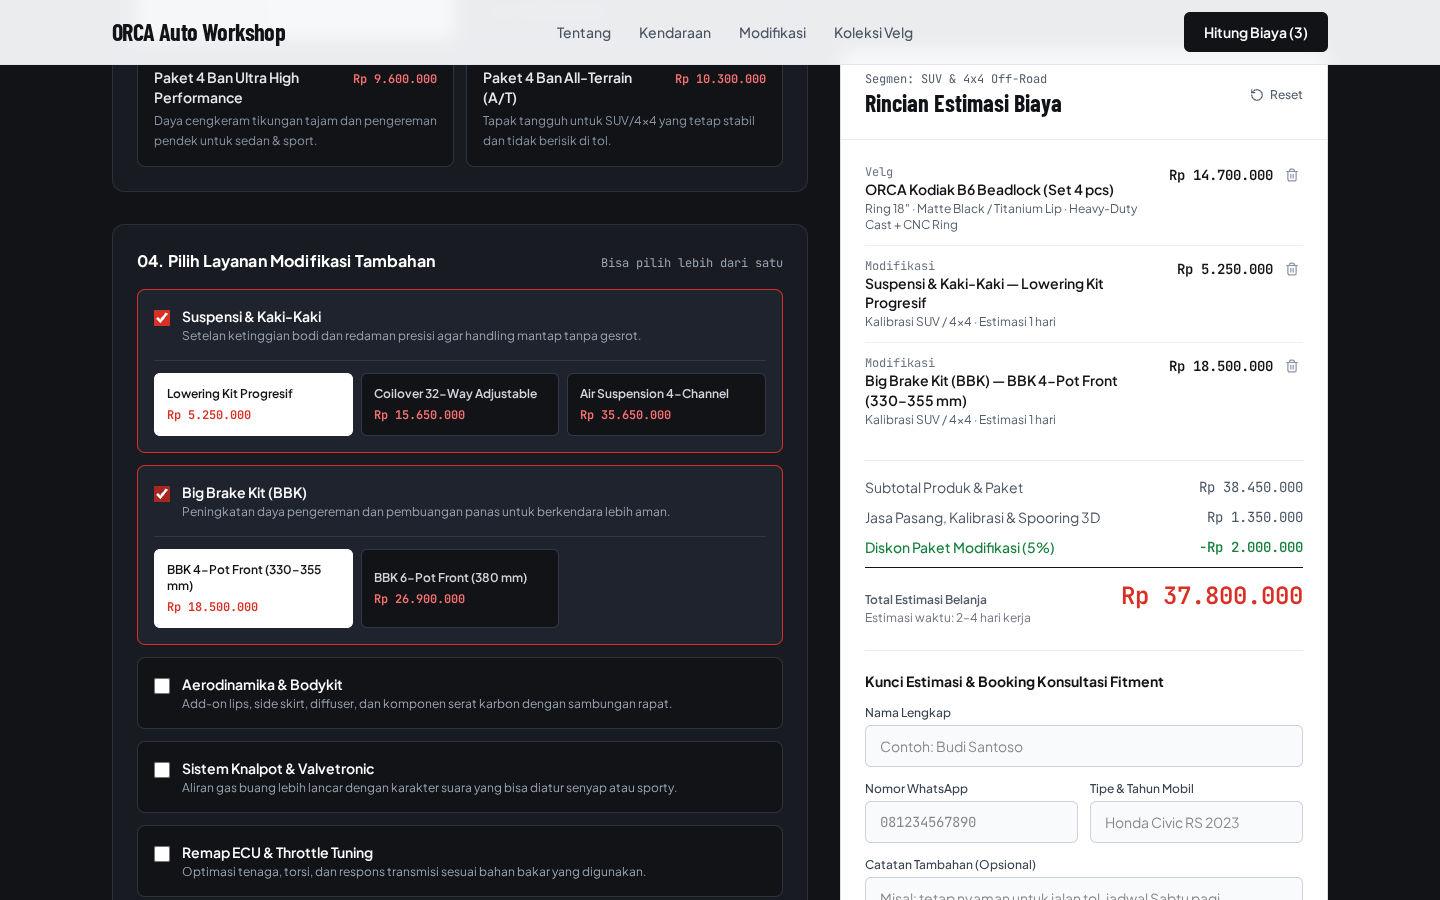 ORCA Auto Workshop
Tentang
Kendaraan
Modifikasi
Koleksi Velg
Hitung Biaya (3)
Paket 4 Ban Ultra High
Performance
Rp 9.600.000
Daya cengkeram tikungan tajam dan pengereman
pendek untuk sedan & sport.
Paket 4 Ban All-Terrain
(A/T)
Rp 10.300.000
Tapak tangguh untuk SUV/4x4 yang tetap stabil
dan tidak berisik di tol.
04. Pilih Layanan Modifikasi Tambahan
Bisa pilih lebih dari satu
Suspensi & Kaki-Kaki
Setelan ketinggian bodi dan redaman presisi agar handling mantap tanpa gesrot.
Lowering Kit Progresif
Rp 5.250.000
Coilover 32-Way Adjustable
Rp 15.650.000
Air Suspension 4-Channel
Rp 35.650.000
Big Brake Kit (BBK)
Peningkatan daya pengereman dan pembuangan panas untuk berkendara lebih aman.
BBK 4-Pot Front (330-355
mm)
Rp 18.500.000
BBK 6-Pot Front (380 mm)
Rp 26.900.000
Aerodinamika & Bodykit
Add-on lips, side skirt, diffuser, dan komponen serat karbon dengan sambungan rapat.
Sistem Knalpot & Valvetronic
Aliran gas buang lebih lancar dengan karakter suara yang bisa diatur senyap atau sporty.
Remap ECU & Throttle Tuning
Optimasi tenaga, torsi, dan respons transmisi sesuai bahan bakar yang digunakan.
Segmen: SUV & 4x4 Off-Road
Rincian Estimasi Biaya
Reset
Velg
ORCA Kodiak B6 Beadlock (Set 4 pcs)
Ring 18" · Matte Black / Titanium Lip · Heavy-Duty
Cast + CNC Ring
Rp 14.700.000
Modifikasi
Suspensi & Kaki-Kaki — Lowering Kit
Progresif
Kalibrasi SUV / 4×4 · Estimasi 1 hari
Rp 5.250.000
Modifikasi
Big Brake Kit (BBK) — BBK 4-Pot Front
(330-355 mm)
Kalibrasi SUV / 4×4 · Estimasi 1 hari
Rp 18.500.000
Subtotal Produk & Paket
Rp 38.450.000
Jasa Pasang, Kalibrasi & Spooring 3D
Rp 1.350.000
Diskon Paket Modifikasi (5%)
-Rp 2.000.000
Total Estimasi Belanja
Estimasi waktu: 2-4 hari kerja
Rp 37.800.000
Kunci Estimasi & Booking Konsultasi Fitment
Nama Lengkap
Contoh: Budi Santoso
Nomor WhatsApp
081234567890
Tipe & Tahun Mobil
Honda Civic RS 2023
Catatan Tambahan (Opsional)
Misal: tetap nyaman untuk jalan tol, jadwal Sabtu pagi